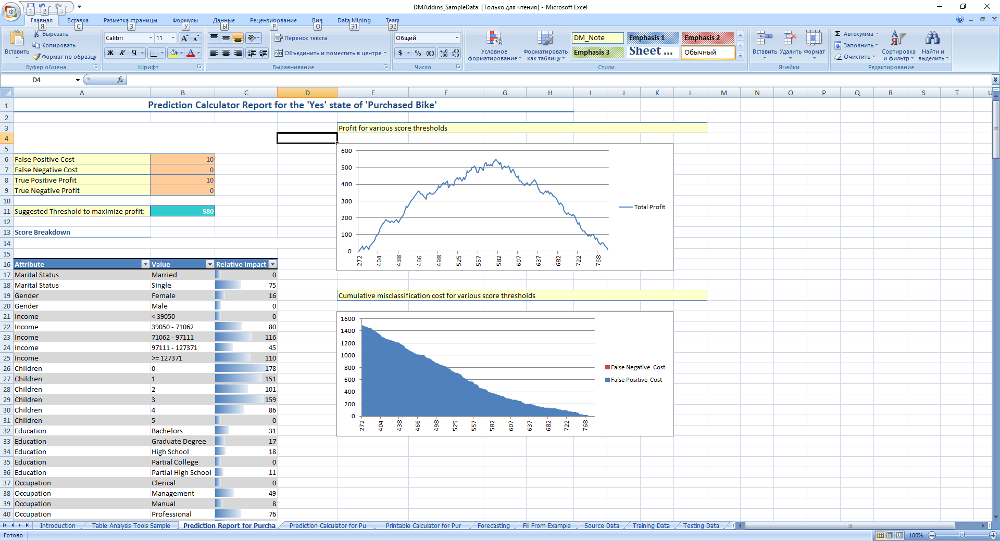 DMAddins_SampleData [Только для чтения] - Microsoft Excel
Ф 1 2 3
Главная Вставка Разметка страницы Формулы Данные Рецензирование Вид Data Mining Team
Я С З У Ы Р О Э1 Э2
Вставить
Вырезать
Копировать
Формат по образцу
Буфер обмена
Calibri 11
Ж К Ч
Шрифт
Перенос текста
Объединить и поместить в центре
Выравнивание
Общий
$ % 000
Число
Условное форматирование
Форматировать как таблицу
DM_Note Emphasis 1 Emphasis 2
Emphasis 3 Sheet ... Обычный
Стили
Вставить Удалить Формат
Ячейки
Σ Автосумма
Заполнить
Очистить
Сортировка и фильтр
Найти и выделить
Редактирование
D4 fx
A B C D E F G H I J K L M N O P Q R S T U
1 Prediction Calculator Report for the 'Yes' state of 'Purchased Bike'
2
3 Profit for various score thresholds
4
5
6 False Positive Cost 10
7 False Negative Cost 0
8 True Positive Profit 10
9 True Negative Profit 0
10
11 Suggested Threshold to maximize profit: 580
12
13 Score Breakdown
14
15
16 Attribute Value Relative Impact
17 Marital Status Married 0
18 Marital Status Single 75
19 Gender Female 16
20 Gender Male 0
21 Income < 39050 0
22 Income 39050 - 71062 80
23 Income 71062 - 97111 116
24 Income 97111 - 127371 45
25 Income >= 127371 110
26 Children 0 178
27 Children 1 151
28 Children 2 101
29 Children 3 159
30 Children 4 86
31 Children 5 0
32 Education Bachelors 31
33 Education Graduate Degree 17
34 Education High School 18
35 Education Partial College 0
36 Education Partial High School 11
37 Occupation Clerical 0
38 Occupation Management 49
39 Occupation Manual 8
40 Occupation Professional 76
600
500
400
300
200
100
0
272 404 438 466 498 525 557 582 607 637 682 722 768
Total Profit
Cumulative misclassification cost for various score thresholds
1600
1400
1200
1000
800
600
400
200
0
272 404 438 466 498 525 557 582 607 637 682 722 768
False Negative Cost
False Positive Cost
Introduction Table Analysis Tools Sample Prediction Report for Purcha Prediction Calculator for Pu Printable Calculator for Pur Forecasting Fill From Example Source Data Training Data Testing Data
Готово 100%